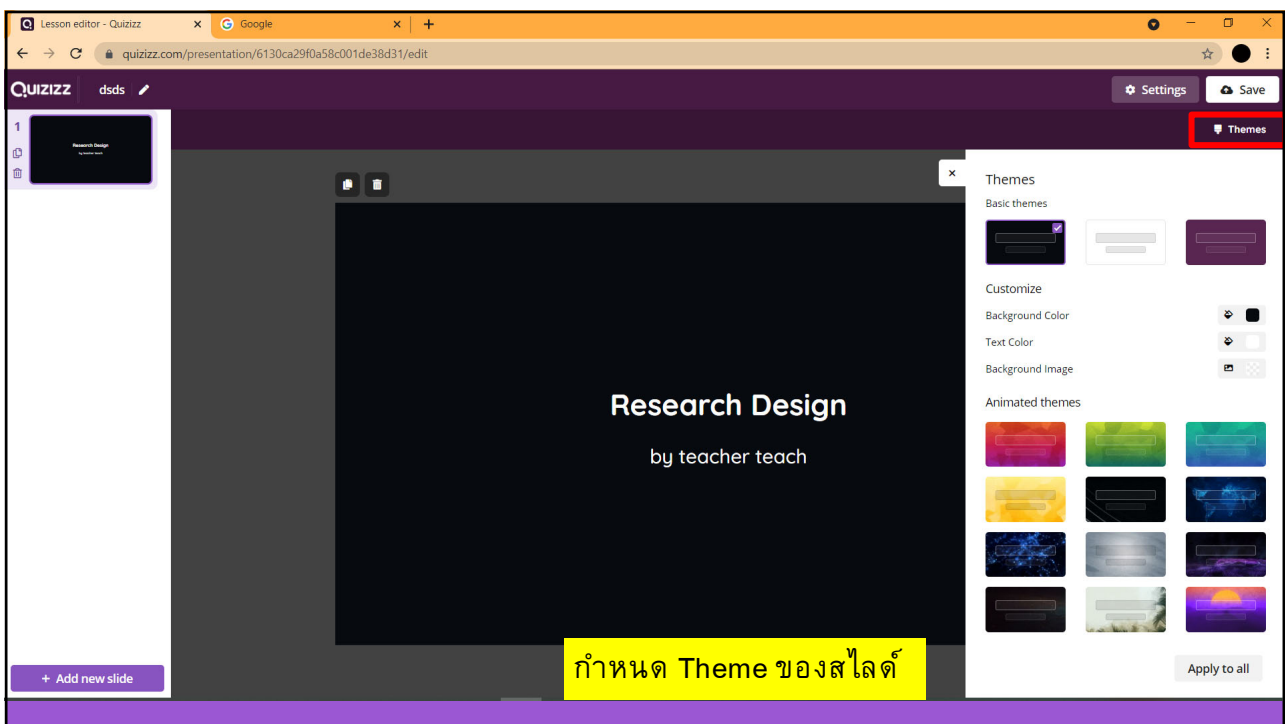 Lesson editor - Quizizz
Google
quizizz.com/presentation/6130ca29f0a58c001de38d31/edit
QUIZIZZ
dsds
Settings
Save
1
Research Design
by teacher teach
Themes
Themes
Basic themes
Customize
Background Color
Text Color
Background Image
Animated themes
Research Design
by teacher teach
กำหนด Theme ของสไลด์
+ Add new slide
Apply to all